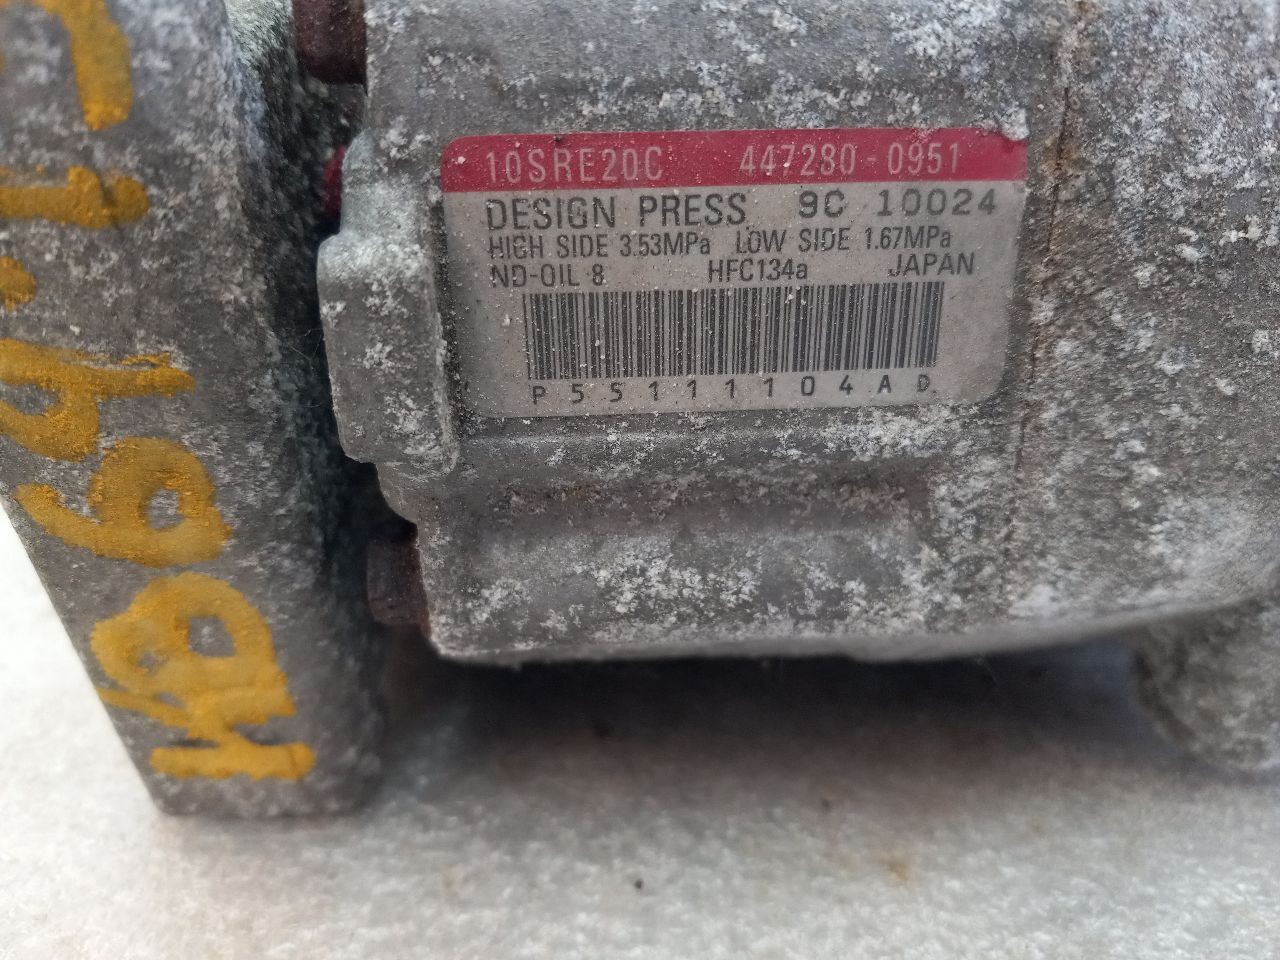 10SRE20C 447280-0951
DESIGN PRESS 9C 10024
HIGH SIDE 3.53MPa LOW SIDE 1.67MPa
ND-OIL 8 HFC134a JAPAN
P55111104AD